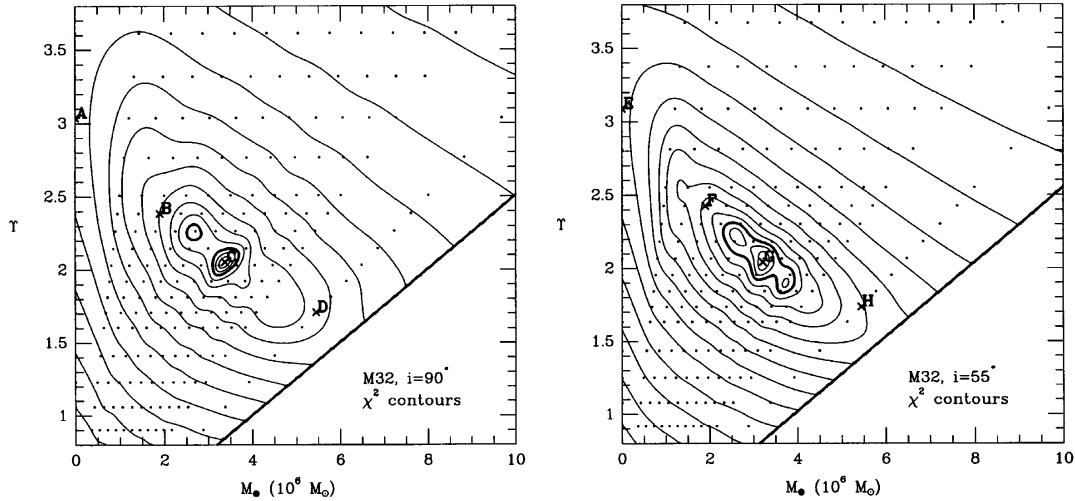 3.5
3
2.5
2
1.5
1
ϒ
A
B
C
D
M32, i=90°
χ² contours
0 2 4 6 8 10
M● (10⁶ M⊙)
3.5
3
2.5
2
1.5
1
ϒ
E
F
G
H
M32, i=55°
χ² contours
0 2 4 6 8 10
M● (10⁶ M⊙)